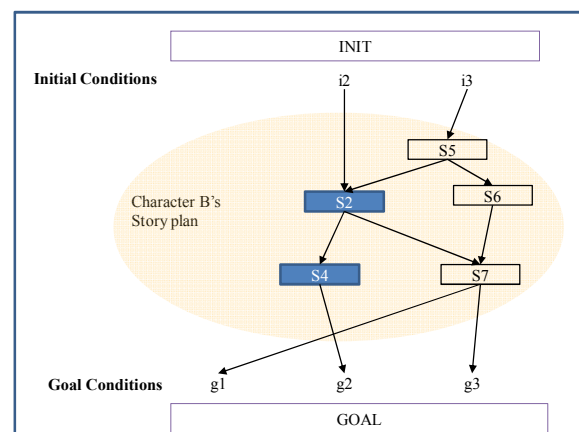 INIT
Initial Conditions
i2
i3
S5
Character B's
Story plan
S2
S6
S4
S7
Goal Conditions
g1
g2
g3
GOAL